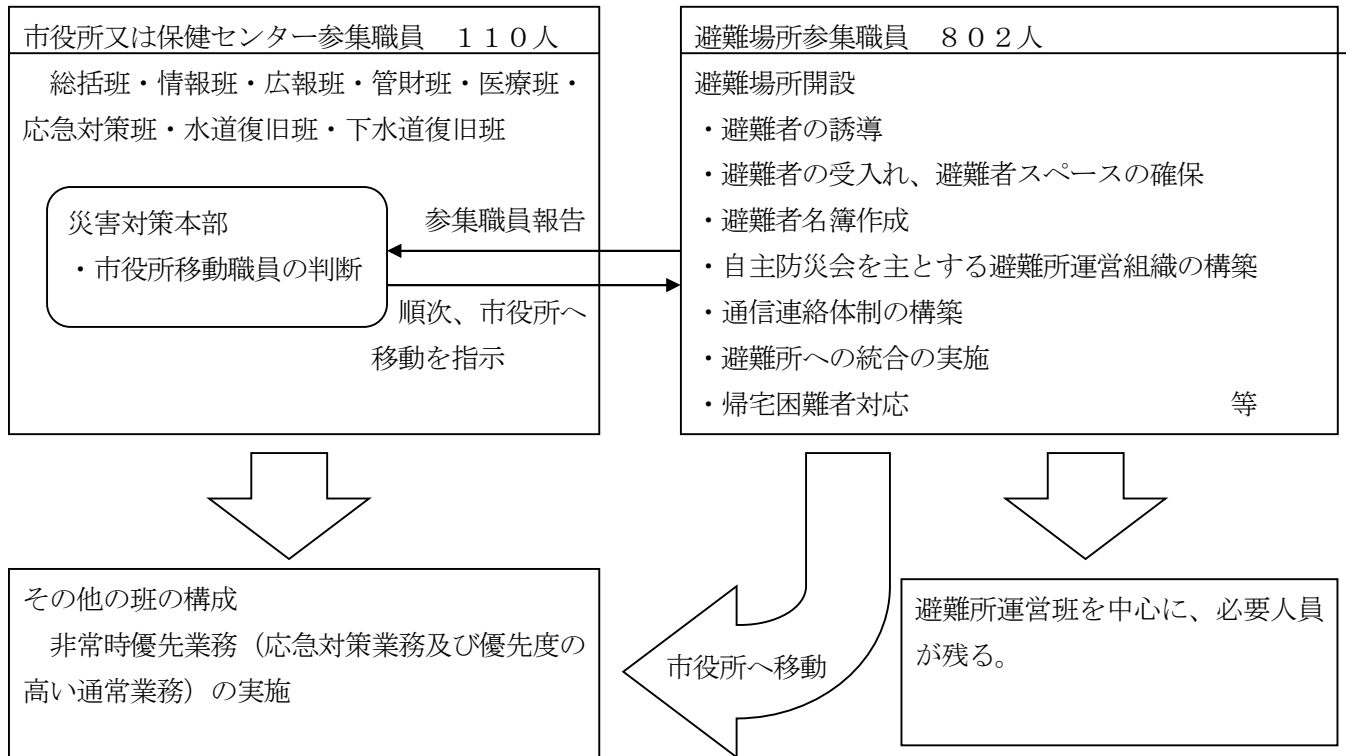 市役所又は保健センター参集職員　１１０人
総括班・情報班・広報班・管財班・医療班・
応急対策班・水道復旧班・下水道復旧班
災害対策本部
・市役所移動職員の判断
参集職員報告
順次、市役所へ
移動を指示
避難場所参集職員　８０２人
避難場所開設
・避難者の誘導
・避難者の受入れ、避難者スペースの確保
・避難者名簿作成
・自主防災会を主とする避難所運営組織の構築
・通信連絡体制の構築
・避難所への統合の実施
・帰宅困難者対応　等
その他の班の構成
非常時優先業務（応急対策業務及び優先度の
高い通常業務）の実施
市役所へ移動
避難所運営班を中心に、必要人員
が残る。